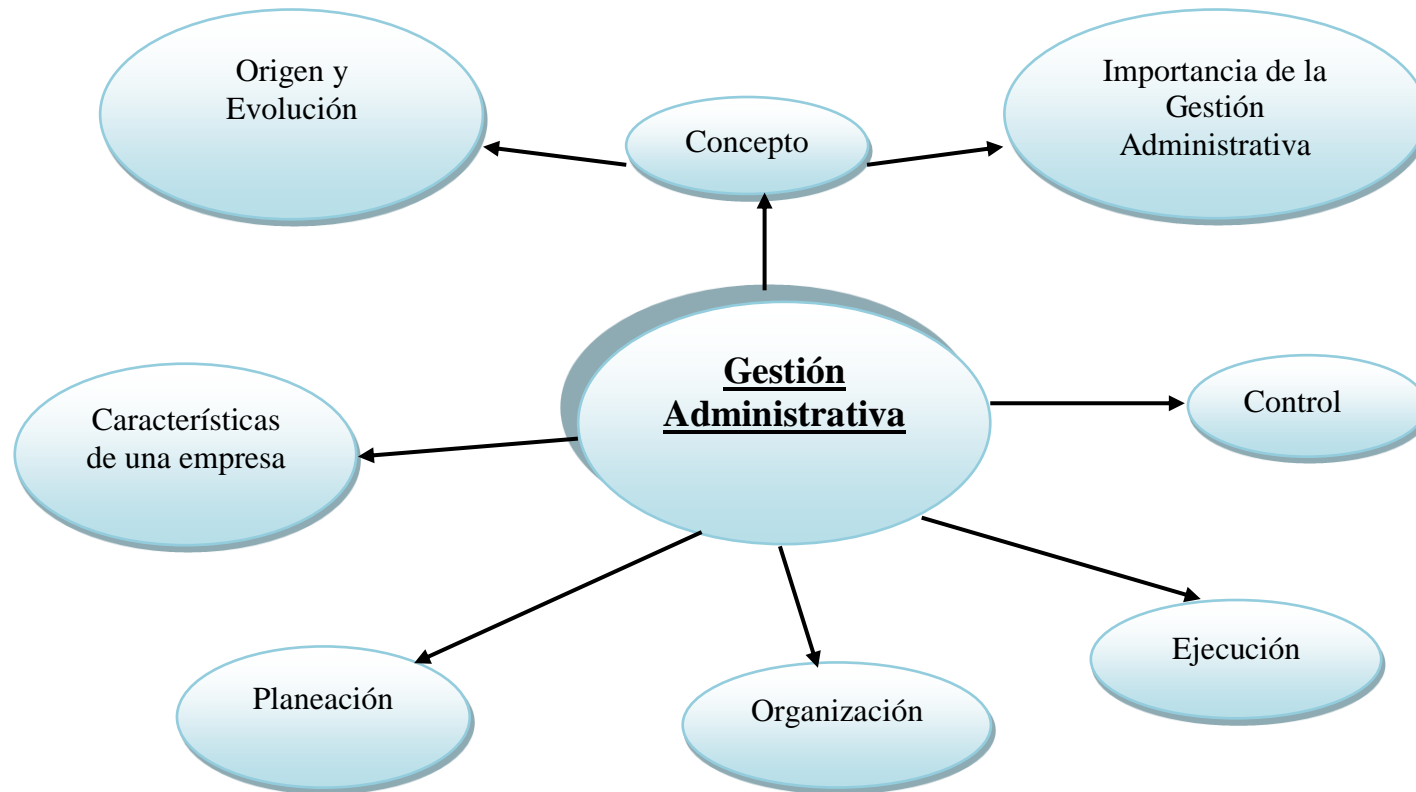 Origen y
Evolución
Concepto
Importancia de la
Gestión
Administrativa
Gestión
Administrativa
Características
de una empresa
Control
Planeación
Organización
Ejecución